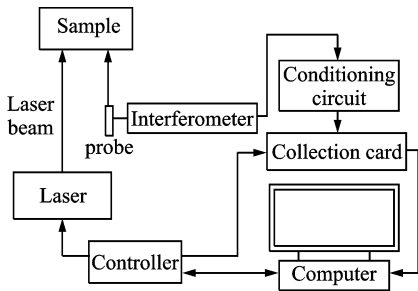 Sample
Conditioning
circuit
Laser
beam
Interferometer
probe
Collection card
Laser
Controller
Computer